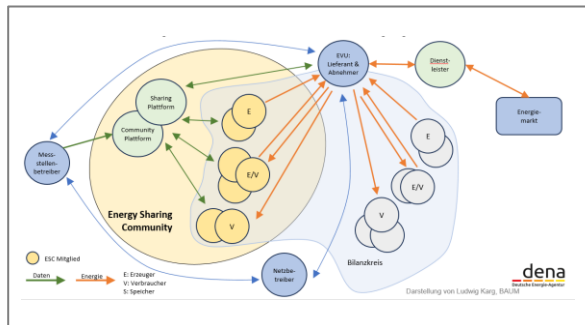 EVU:
Lieferant &
Abnehmer
Dienst-
leister
Energie-
markt
Sharing
Plattform
Community
Plattform
Mess-
stellen-
betreiber
E
E/V
V
E
E/V
V
Energy Sharing
Community
Bilanzkreis
Netzbe-
treiber
ESC Mitglied
Daten
Energie
E: Erzeuger
V: Verbraucher
S: Speicher
dena
Deutsche Energie-Agentur
Darstellung von Ludwig Karg, BAUM